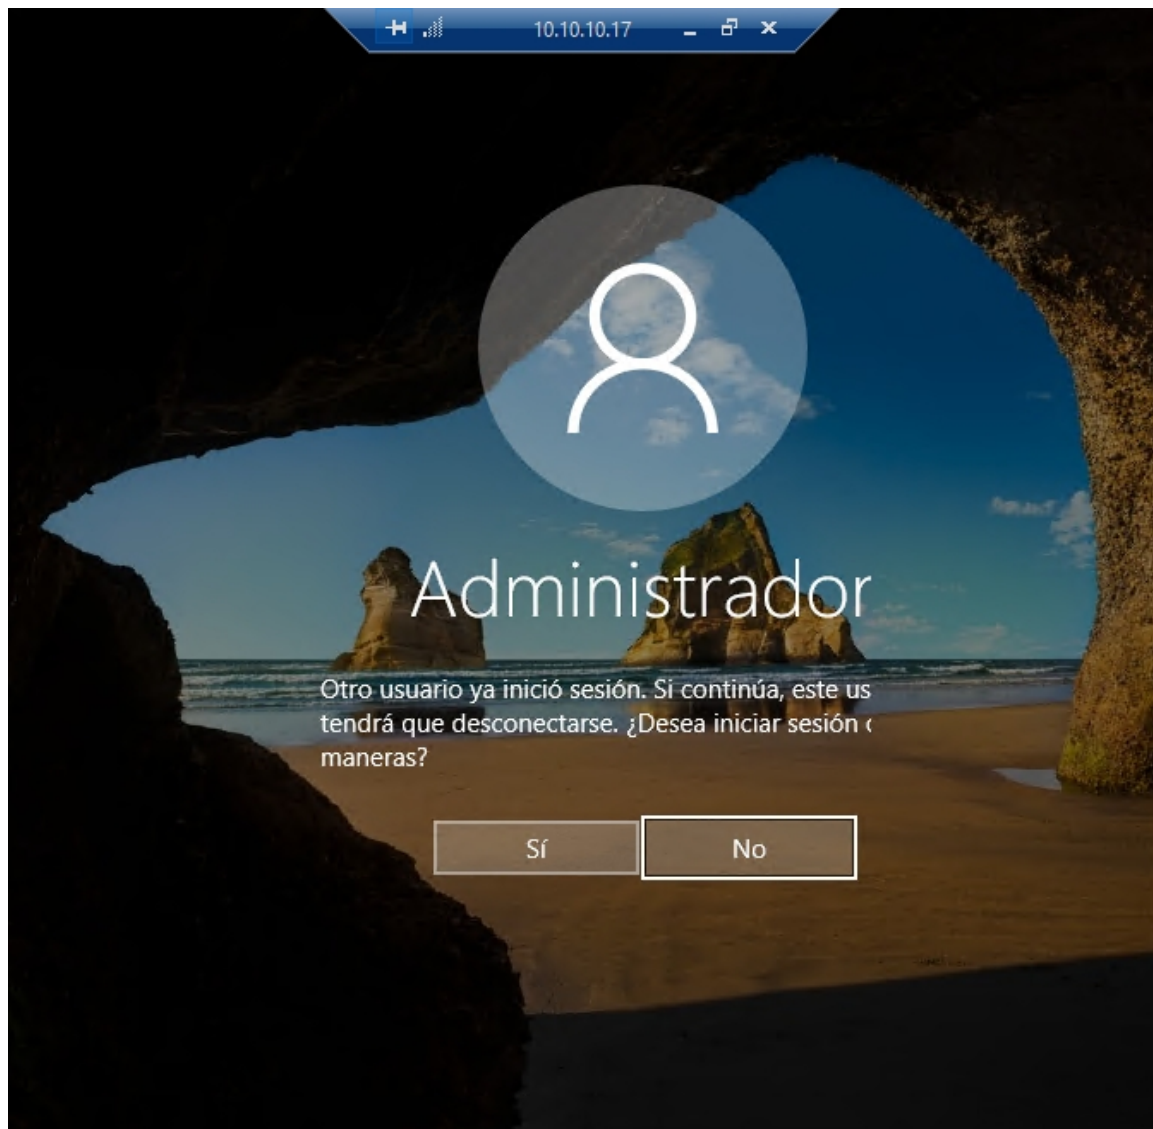 10.10.10.17
Administrador
Otro usuario ya inició sesión. Si continúa, este us
tendrá que desconectarse. ¿Desea iniciar sesión
maneras?
Sí No